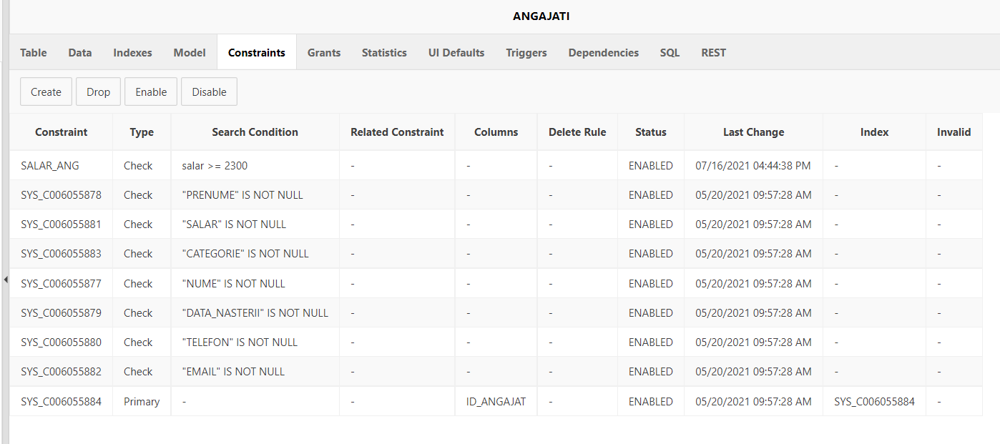 ANGAJATI
Table Data Indexes Model Constraints Grants Statistics UI Defaults Triggers Dependencies SQL REST
Create Drop Enable Disable
Constraint Type Search Condition Related Constraint Columns Delete Rule Status Last Change Index Invalid
SALAR_ANG Check salar >= 2300 - - - ENABLED 07/16/2021 04:44:38 PM - -
SYS_C006055878 Check "PRENUME" IS NOT NULL - - - ENABLED 05/20/2021 09:57:28 AM - -
SYS_C006055881 Check "SALAR" IS NOT NULL - - - ENABLED 05/20/2021 09:57:28 AM - -
SYS_C006055883 Check "CATEGORIE" IS NOT NULL - - - ENABLED 05/20/2021 09:57:28 AM - -
SYS_C006055877 Check "NUME" IS NOT NULL - - - ENABLED 05/20/2021 09:57:28 AM - -
SYS_C006055879 Check "DATA_NASTERII" IS NOT NULL - - - ENABLED 05/20/2021 09:57:28 AM - -
SYS_C006055880 Check "TELEFON" IS NOT NULL - - - ENABLED 05/20/2021 09:57:28 AM - -
SYS_C006055882 Check "EMAIL" IS NOT NULL - - - ENABLED 05/20/2021 09:57:28 AM - -
SYS_C006055884 Primary - - ID_ANGAJAT - ENABLED 05/20/2021 09:57:28 AM SYS_C006055884 -